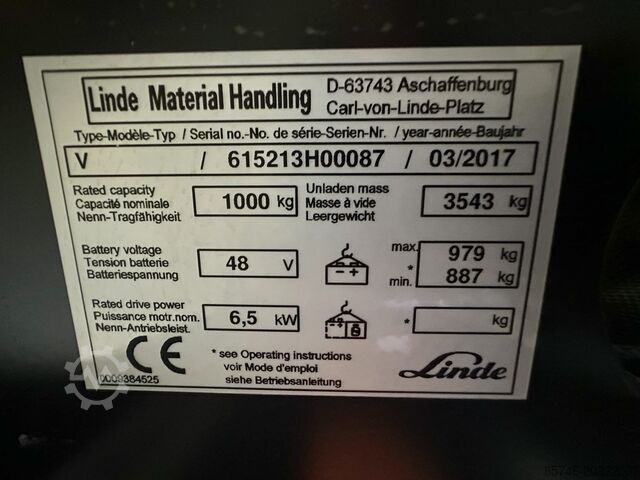 Linde Material Handling
D-63743 Aschaffenburg
Carl-von-Linde-Platz
Type-Modèle-Typ / Serial no.-No. de série-Serien-Nr. / year-année-Baujahr
V / 615213H00087 / 03/2017
Rated capacity
Capacité nominale
Nenn-Tragfähigkeit
1000 kg
Unladen mass
Masse à vide
Leergewicht
3543 kg
Battery voltage
Tension batterie
Batteriespannung
48 V
max. 979 kg
*
min. 887 kg
Rated drive power
Puissance motr.nom.
Nenn-Antriebsleist.
6,5 kW
* kg
CE
0009384525
* see Operating instructions
voir Mode d'emploi
siehe Betriebsanleitung
Linde